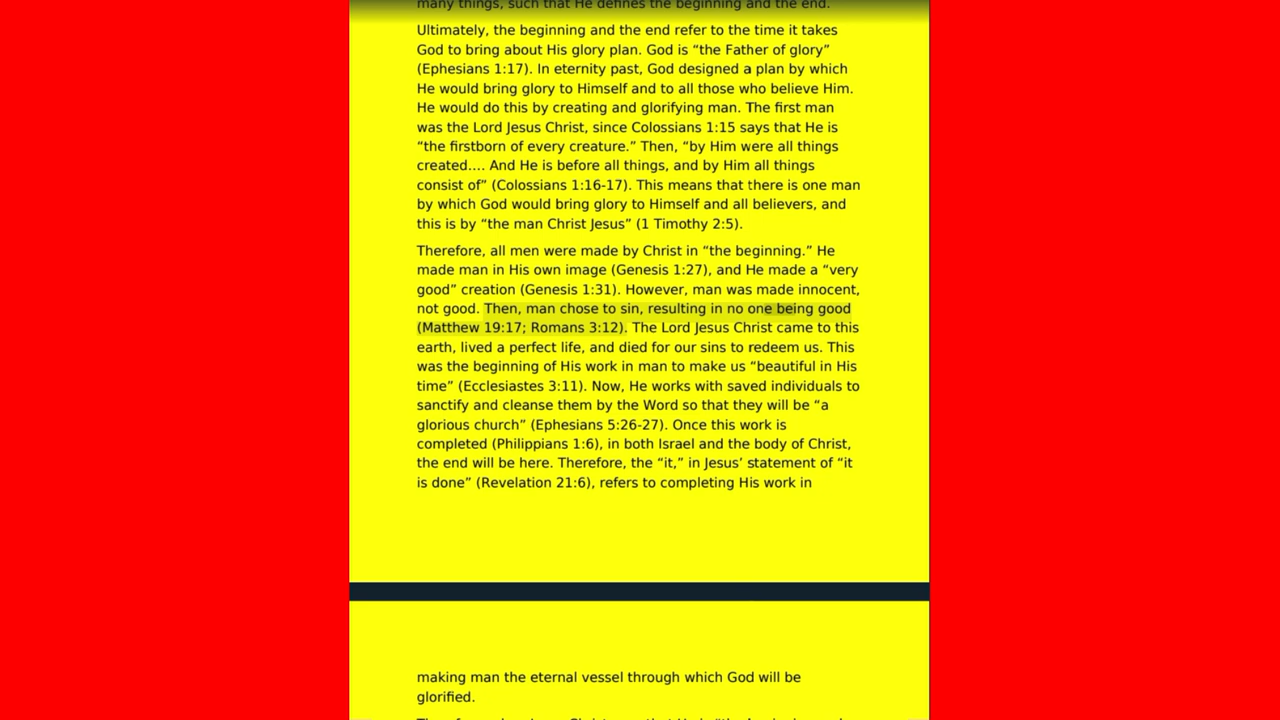 many things, such that He defines the beginning and the end.
Ultimately, the beginning and the end refer to the time it takes
God to bring about His glory plan. God is “the Father of glory”
(Ephesians 1:17). In eternity past, God designed a plan by which
He would bring glory to Himself and to all those who believe Him.
He would do this by creating and glorifying man. The first man
was the Lord Jesus Christ, since Colossians 1:15 says that He is
“the firstborn of every creature.” Then, “by Him were all things
created…. And He is before all things, and by Him all things
consist of” (Colossians 1:16-17). This means that there is one man
by which God would bring glory to Himself and all believers, and
this is by “the man Christ Jesus” (1 Timothy 2:5).
Therefore, all men were made by Christ in “the beginning.” He
made man in His own image (Genesis 1:27), and He made a “very
good” creation (Genesis 1:31). However, man was made innocent,
not good. Then, man chose to sin, resulting in no one being good
(Matthew 19:17; Romans 3:12). The Lord Jesus Christ came to this
earth, lived a perfect life, and died for our sins to redeem us. This
was the beginning of His work in man to make us “beautiful in His
time” (Ecclesiastes 3:11). Now, He works with saved individuals to
sanctify and cleanse them by the Word so that they will be “a
glorious church” (Ephesians 5:26-27). Once this work is
completed (Philippians 1:6), in both Israel and the body of Christ,
the end will be here. Therefore, the “it,” in Jesus’ statement of “it
is done” (Revelation 21:6), refers to completing His work in
making man the eternal vessel through which God will be
glorified.